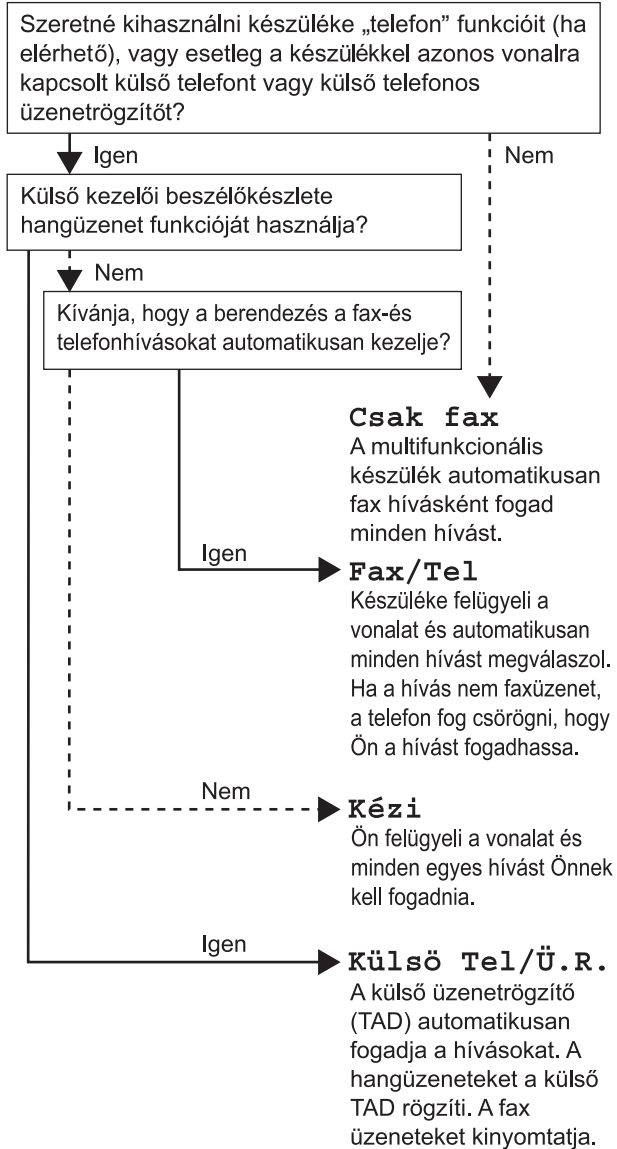 Szeretné kihasználni készüléke „telefon” funkcióit (ha
elérhető), vagy esetleg a készülékkel azonos vonalra
kapcsolt külső telefont vagy külső telefonos
üzenetrögzítőt?
Igen
Nem
Külső kezelői beszélőkészlete
hangüzenet funkcióját használja?
Nem
Kívánja, hogy a berendezés a fax-és
telefonhívásokat automatikusan kezelje?
Csak fax
A multifunkcionális
készülék automatikusan
fax hívásként fogad
minden hívást.
Igen
Fax/Tel
Készüléke felügyeli a
vonalat és automatikusan
minden hívást megválaszol.
Ha a hívás nem faxüzenet,
a telefon fog csörögni, hogy
Ön a hívást fogadhassa.
Nem
Kézi
Ön felügyeli a vonalat és
minden egyes hívást Önnek
kell fogadnia.
Igen
Külsö Tel/Ü.R.
A külső üzenetrögzítő
(TAD) automatikusan
fogadja a hívásokat. A
hangüzeneteket a külső
TAD rögzíti. A fax
üzeneteket kinyomtatja.